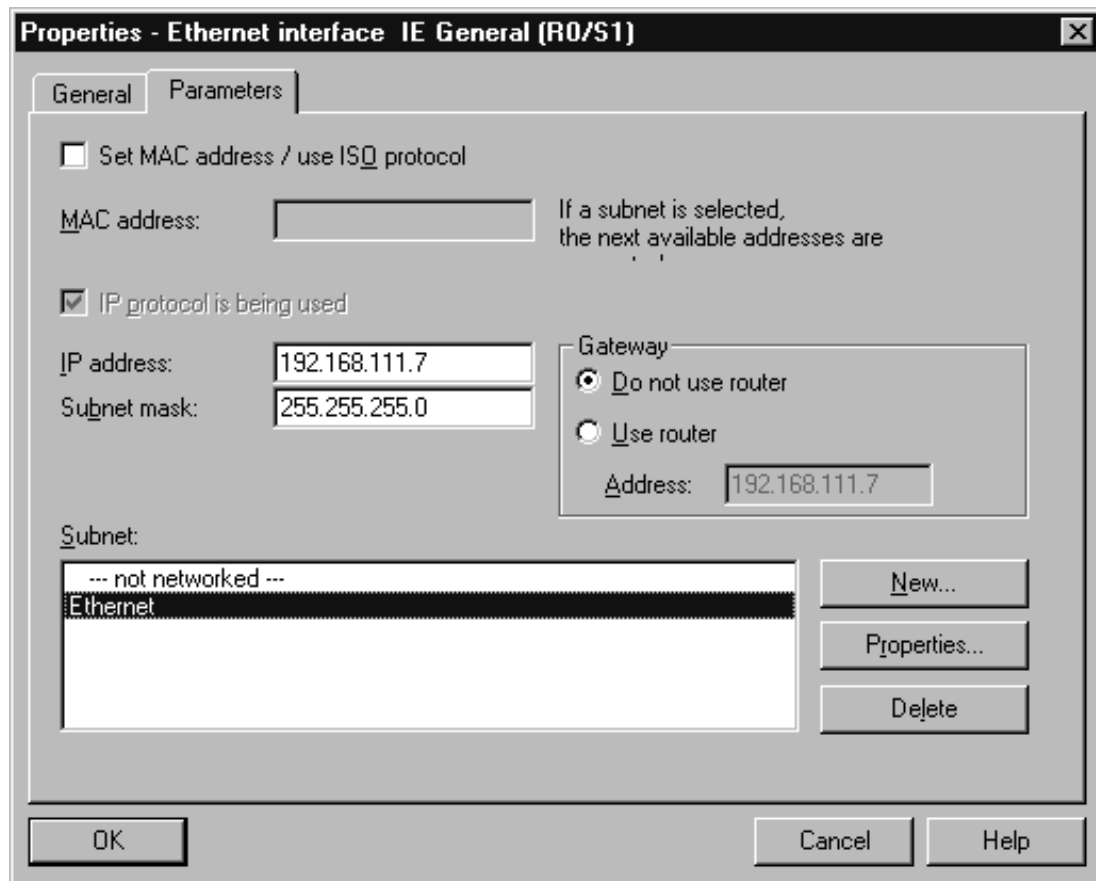 Properties - Ethernet interface IE General (R0/S1)
General
Parameters
Set MAC address / use ISO protocol
MAC address:
If a subnet is selected,
the next available addresses are
IP protocol is being used
IP address:
192.168.111.7
Subnet mask:
255.255.255.0
Gateway
Do not use router
Use router
Address:
192.168.111.7
Subnet:
--- not networked ---
Ethernet
New...
Properties...
Delete
OK
Cancel
Help